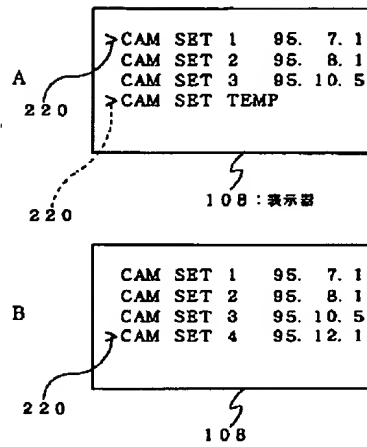 >CAM SET 1 95. 7. 1
CAM SET 2 95. 8. 1
CAM SET 3 95. 10. 5
>CAM SET TEMP
A
220
220
108:表示器
CAM SET 1 95. 7. 1
CAM SET 2 95. 8. 1
CAM SET 3 95. 10. 5
>CAM SET 4 95. 12. 1
B
220
108